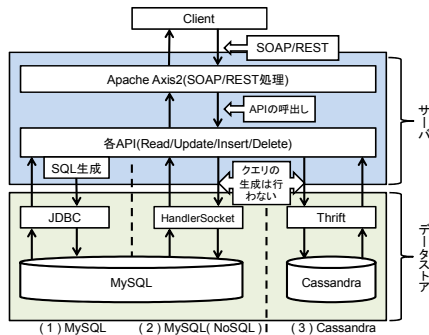 Client
SOAP/REST
Apache Axis2(SOAP/REST処理)
APIの呼出し
各API(Read/Update/Insert/Delete)
サーバ
SQL生成
クエリの
生成は行
わない
JDBC
HandlerSocket
Thrift
MySQL
Cassandra
データストア
(1) MySQL
(2) MySQL( NoSQL )
(3) Cassandra